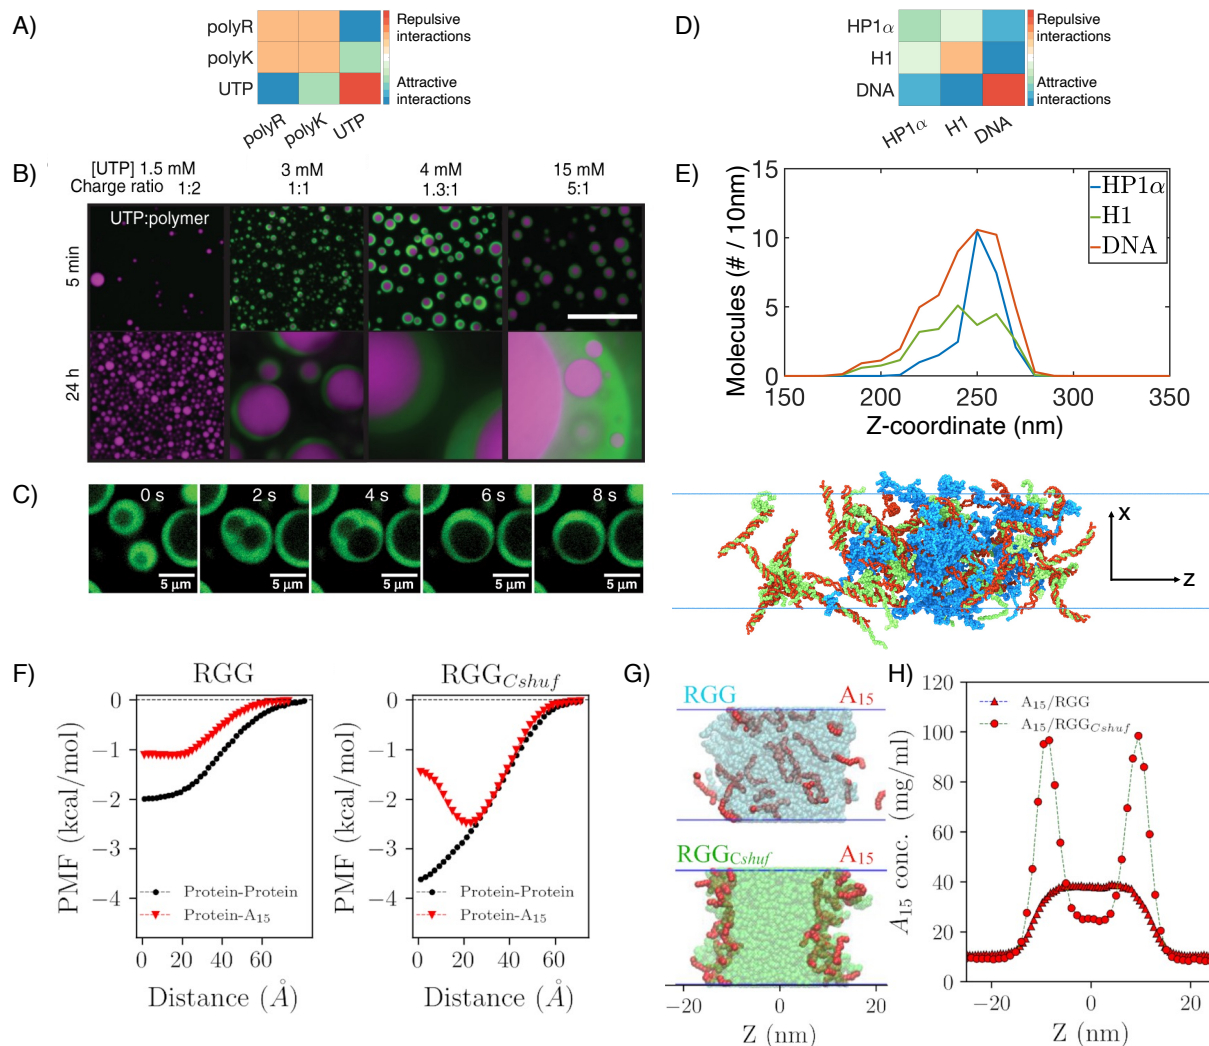 A)
polyR
polyK
UTP
polyR
polyK
UTP
Repulsive
interactions
Attractive
interactions
D)
HP1α
H1
DNA
HP1α
H1
DNA
Repulsive
interactions
Attractive
interactions
B)
[UTP] 1.5 mM
3 mM
4 mM
15 mM
Charge ratio
1:2
1:1
1.3:1
5:1
UTP:polymer
5 min
24 h
C)
0 s
2 s
4 s
6 s
8 s
5 µm
5 µm
5 µm
5 µm
5 µm
E)
Molecules (# / 10nm)
15
10
5
0
150
200
250
300
350
Z-coordinate (nm)
HP1α
H1
DNA
X
Z
F)
RGG
PMF (kcal/mol)
0
−1
−2
−3
−4
Protein-Protein
Protein-A15
0
20
40
60
Distance (Å)
RGGCshuf
PMF (kcal/mol)
0
−1
−2
−3
−4
Protein-Protein
Protein-A15
0
20
40
60
Distance (Å)
G)
RGG
A15
RGGCshuf
A15
−20
0
20
Z (nm)
H)
A15 conc. (mg/ml)
120
100
80
60
40
20
0
A15/RGG
A15/RGGCshuf
−20
0
20
Z (nm)